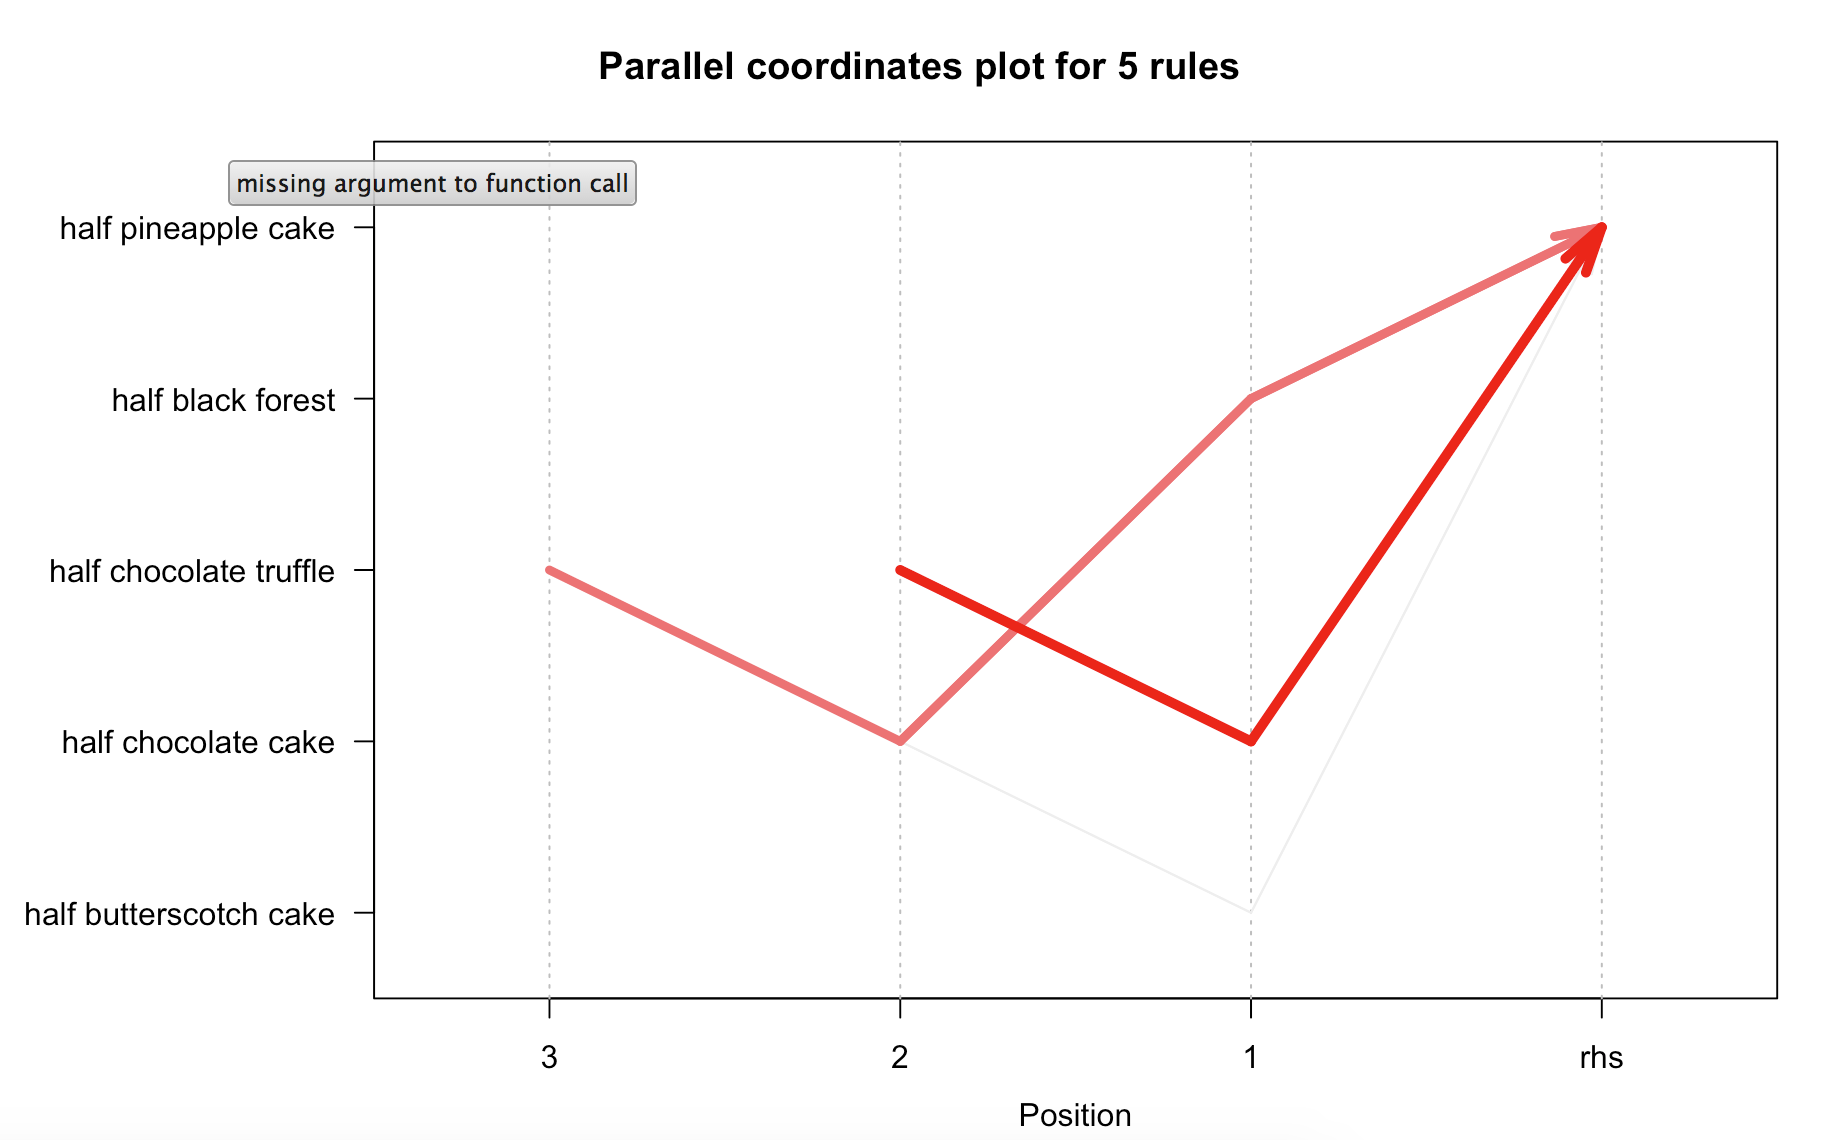 Parallel coordinates plot for 5 rules
missing argument to function call
half pineapple cake
half black forest
half chocolate truffle
half chocolate cake
half butterscotch cake
3 2 1 rhs
Position